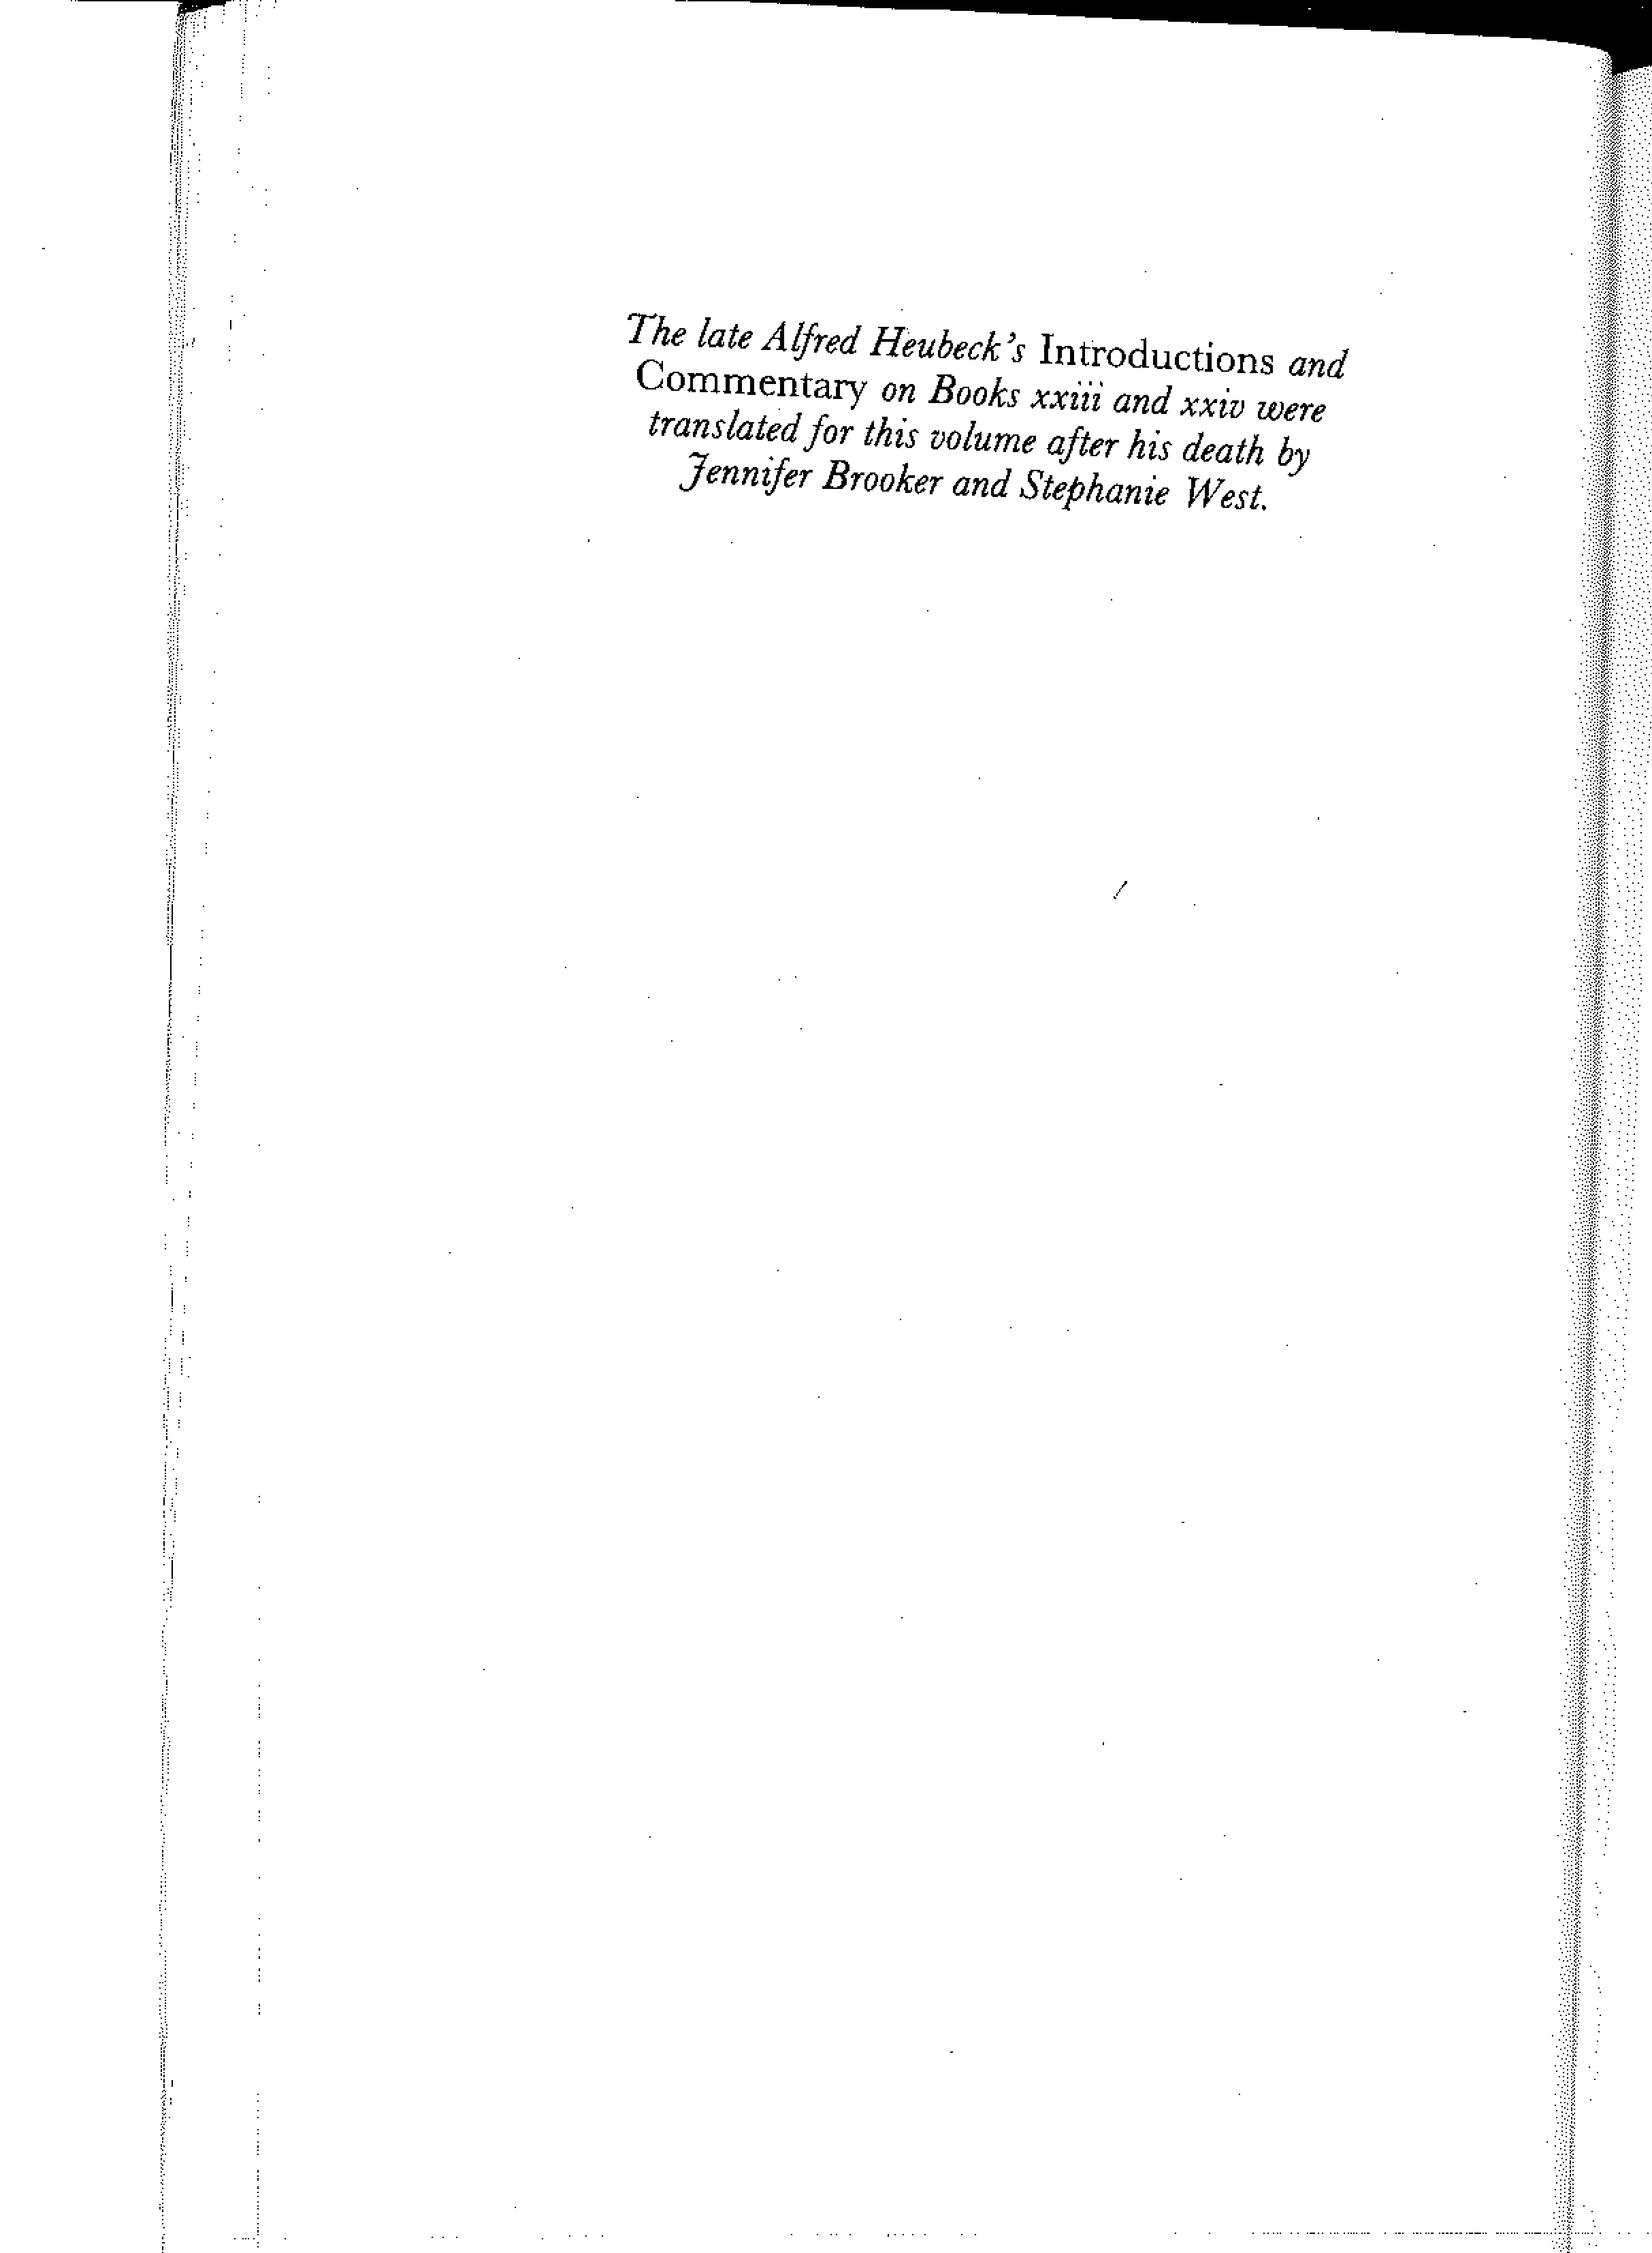 The late Alfred Heubeck's Introductions and
Commentary on Books xxiii and xxiv were
translated for this volume after his death by
Jennifer Brooker and Stephanie West.